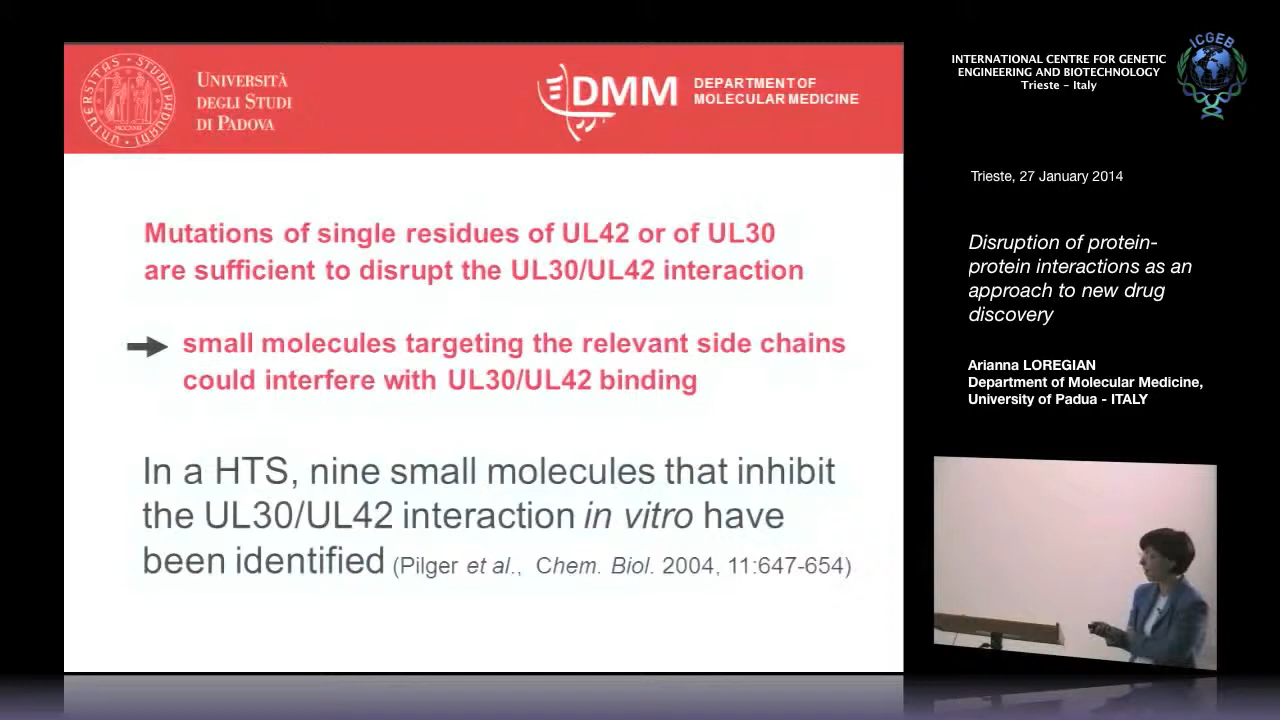 UNIVERSITÀ
DEGLI STUDI
DI PADOVA
DMM
DEPARTMENT OF
MOLECULAR MEDICINE
Mutations of single residues of UL42 or of UL30
are sufficient to disrupt the UL30/UL42 interaction
small molecules targeting the relevant side chains
could interfere with UL30/UL42 binding
In a HTS, nine small molecules that inhibit
the UL30/UL42 interaction in vitro have
been identified (Pilger et al., Chem. Biol. 2004, 11:647-654)
INTERNATIONAL CENTRE FOR GENETIC
ENGINEERING AND BIOTECHNOLOGY
Trieste - Italy
ICGEB
Trieste, 27 January 2014
Disruption of protein-
protein interactions as an
approach to new drug
discovery
Arianna LOREGIAN
Department of Molecular Medicine,
University of Padua - ITALY